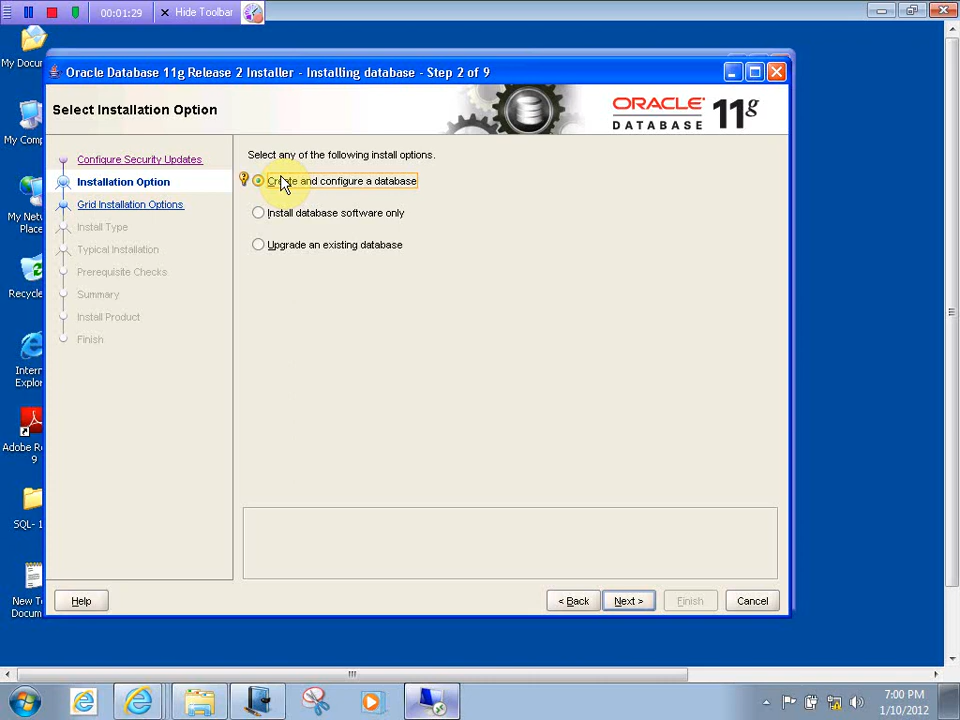 00:01:29
Hide Toolbar
My Docum
My Comp
My Netw
Place
Recycle
Intern
Explor
Adobe Re
9
SQL- 1
New T
Docum
Oracle Database 11g Release 2 Installer - Installing database - Step 2 of 9
Select Installation Option
ORACLE
DATABASE 11g
Configure Security Updates
Installation Option
Grid Installation Options
Install Type
Typical Installation
Prerequisite Checks
Summary
Install Product
Finish
Select any of the following install options.
Create and configure a database
Install database software only
Upgrade an existing database
Help
< Back
Next >
Finish
Cancel
7:00 PM
1/10/2012